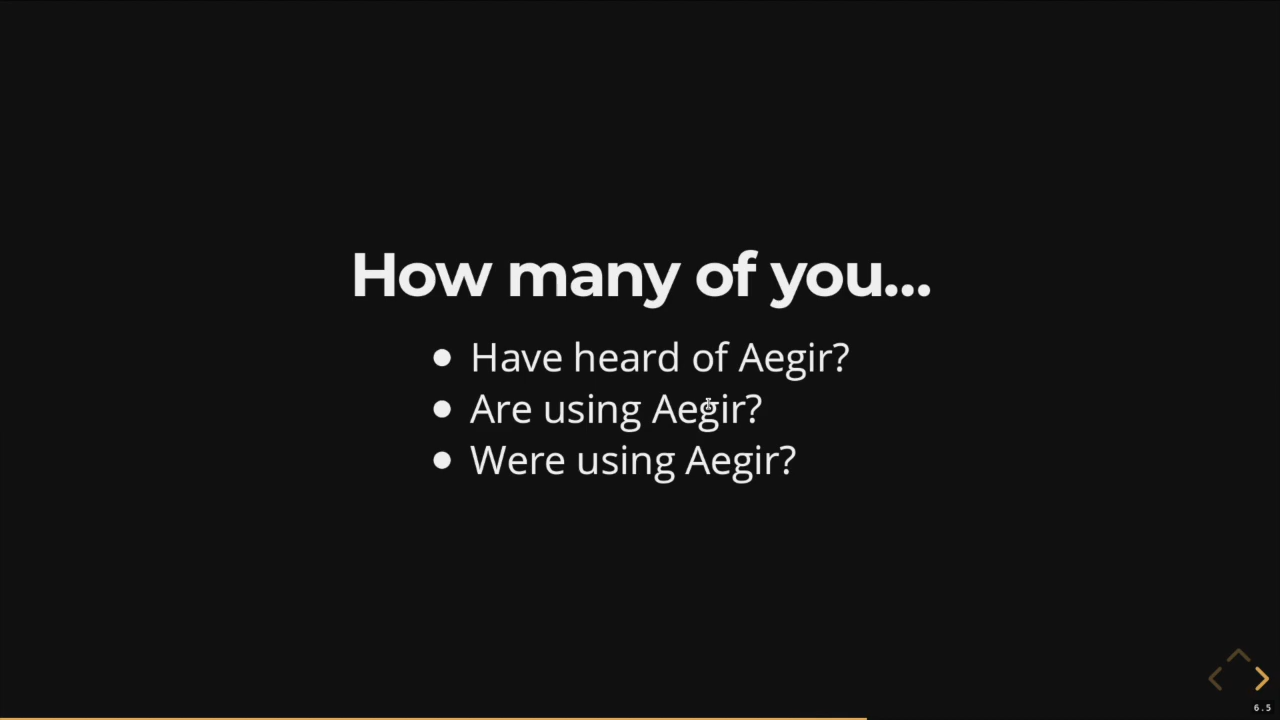 How many of you...
Have heard of Aegir?
Are using Aegir?
Were using Aegir?
6.5